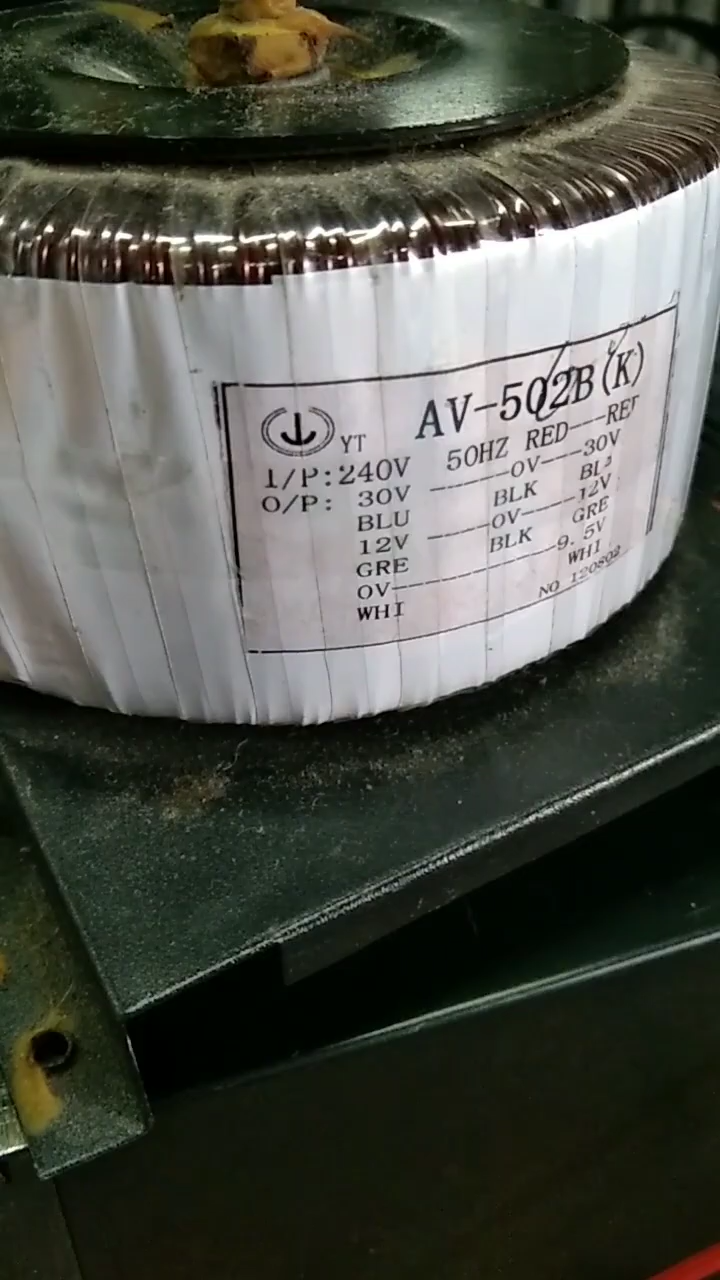 AV-502B(K)
YT
I/P:240V 50HZ RED---RED
O/P: 30V ------0V---30V
BLU BLK BLU
12V -----0V---12V
GRE BLK GRE
0V------------9.5V
WHI WHI
NO 120802